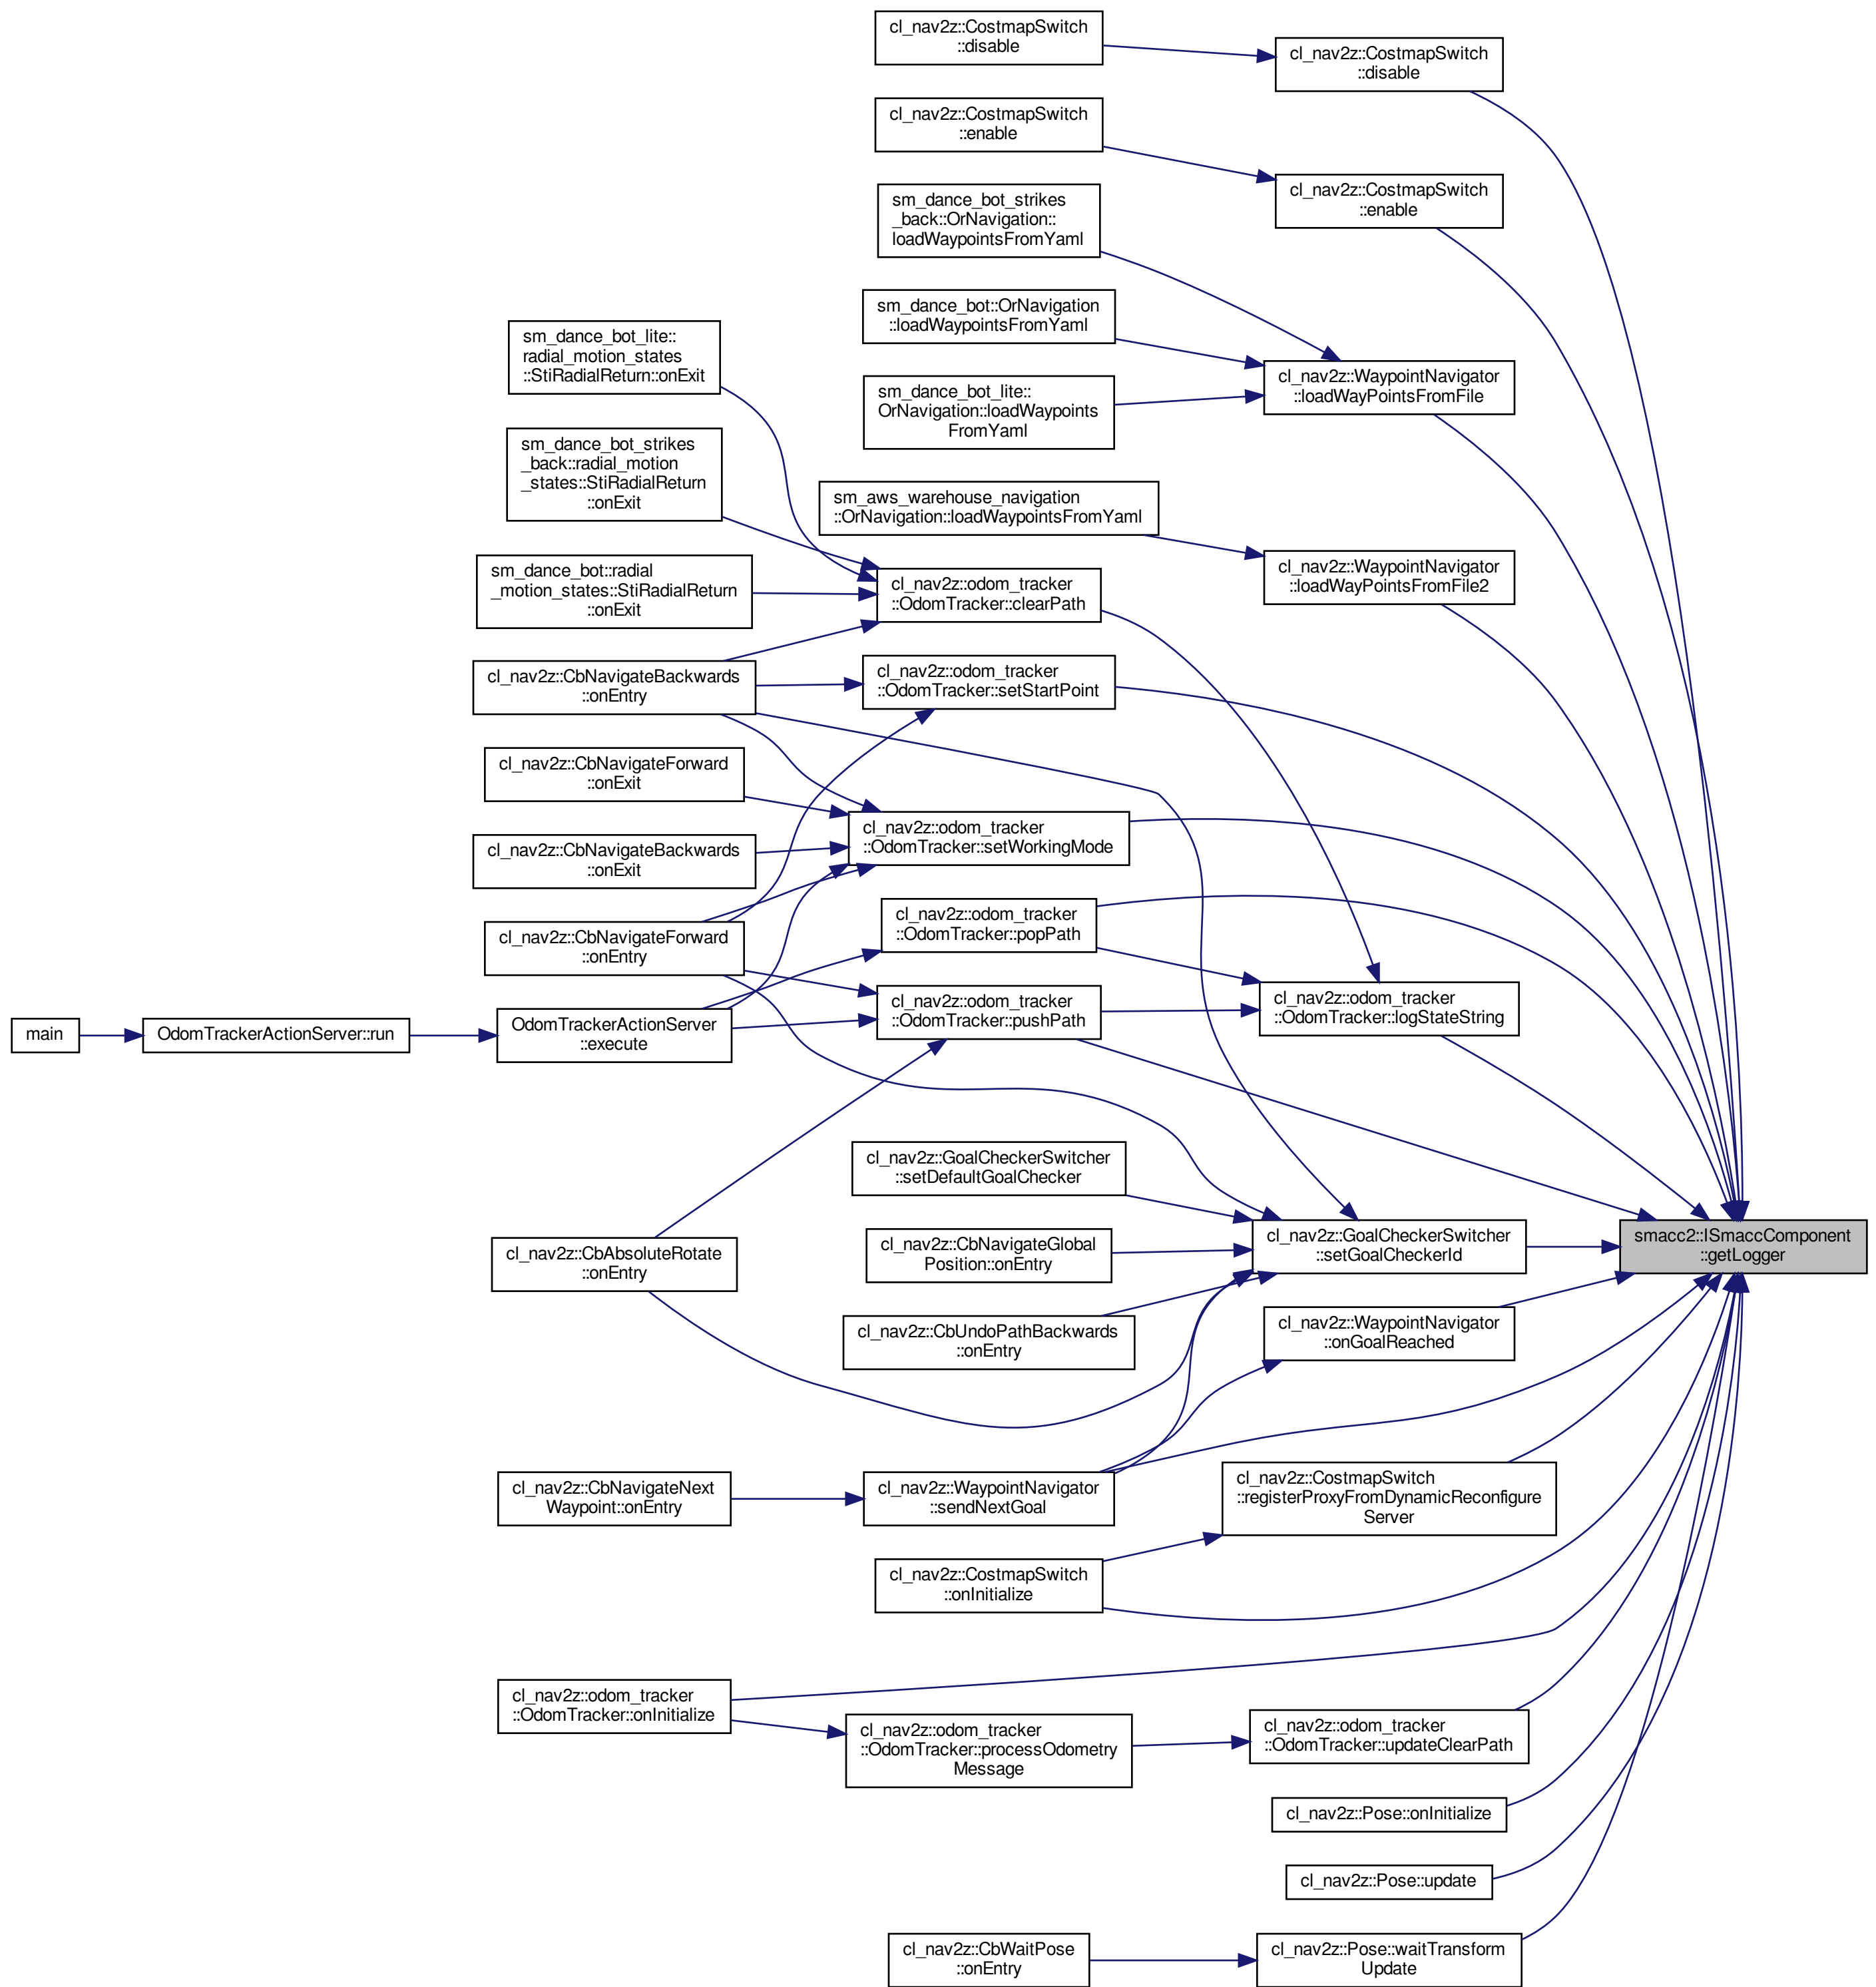 cl_nav2z::CostmapSwitch
::disable
cl_nav2z::CostmapSwitch
::disable
cl_nav2z::CostmapSwitch
::enable
cl_nav2z::CostmapSwitch
::enable
sm_dance_bot_strikes
_back::OrNavigation::
loadWaypointsFromYaml
sm_dance_bot::OrNavigation
::loadWaypointsFromYaml
sm_dance_bot_lite::
radial_motion_states
::StiRadialReturn::onExit
cl_nav2z::WaypointNavigator
::loadWayPointsFromFile
sm_dance_bot_lite::
OrNavigation::loadWaypoints
FromYaml
sm_dance_bot_strikes
_back::radial_motion
_states::StiRadialReturn
::onExit
sm_aws_warehouse_navigation
::OrNavigation::loadWaypointsFromYaml
cl_nav2z::WaypointNavigator
::loadWayPointsFromFile2
sm_dance_bot::radial
_motion_states::StiRadialReturn
::onExit
cl_nav2z::odom_tracker
::OdomTracker::clearPath
cl_nav2z::CbNavigateBackwards
::onEntry
cl_nav2z::odom_tracker
::OdomTracker::setStartPoint
cl_nav2z::CbNavigateForward
::onExit
cl_nav2z::odom_tracker
::OdomTracker::setWorkingMode
cl_nav2z::CbNavigateBackwards
::onExit
cl_nav2z::CbNavigateForward
::onEntry
cl_nav2z::odom_tracker
::OdomTracker::popPath
cl_nav2z::odom_tracker
::OdomTracker::logStateString
main
OdomTrackerActionServer::run
OdomTrackerActionServer
::execute
cl_nav2z::odom_tracker
::OdomTracker::pushPath
cl_nav2z::GoalCheckerSwitcher
::setDefaultGoalChecker
cl_nav2z::CbAbsoluteRotate
::onEntry
cl_nav2z::CbNavigateGlobal
Position::onEntry
cl_nav2z::GoalCheckerSwitcher
::setGoalCheckerId
smacc2::ISmaccComponent
::getLogger
cl_nav2z::CbUndoPathBackwards
::onEntry
cl_nav2z::WaypointNavigator
::onGoalReached
cl_nav2z::CbNavigateNext
Waypoint::onEntry
cl_nav2z::WaypointNavigator
::sendNextGoal
cl_nav2z::CostmapSwitch
::registerProxyFromDynamicReconfigure
Server
cl_nav2z::CostmapSwitch
::onInitialize
cl_nav2z::odom_tracker
::OdomTracker::onInitialize
cl_nav2z::odom_tracker
::OdomTracker::processOdometry
Message
cl_nav2z::odom_tracker
::OdomTracker::updateClearPath
cl_nav2z::Pose::onInitialize
cl_nav2z::Pose::update
cl_nav2z::CbWaitPose
::onEntry
cl_nav2z::Pose::waitTransform
Update